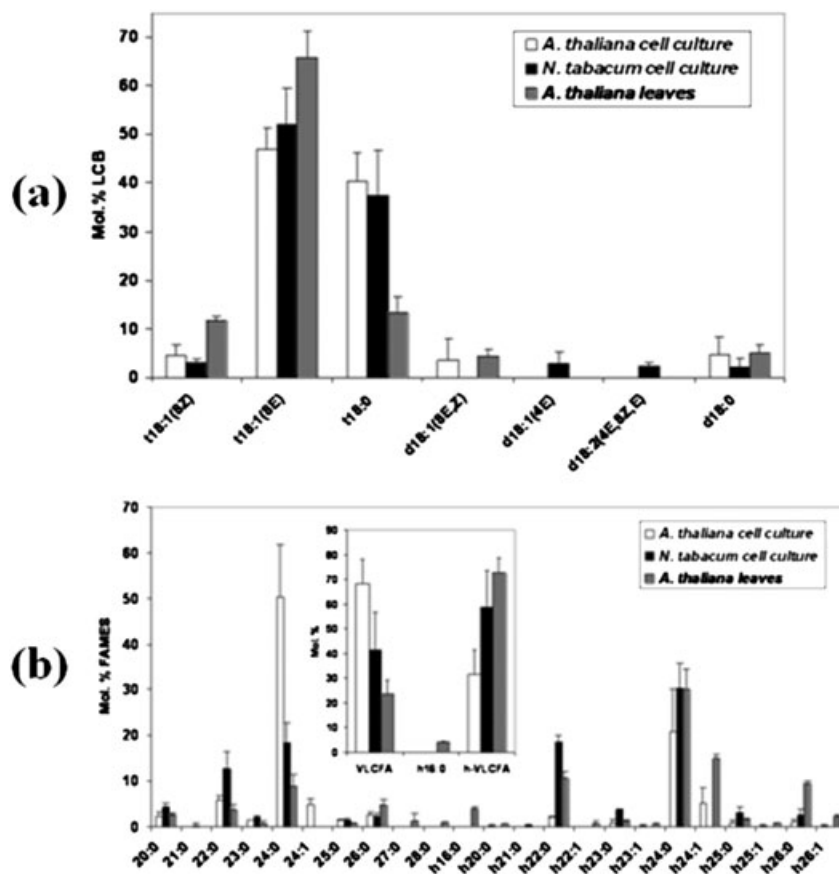 (a)
Mol.% LCB
70
60
50
40
30
20
10
0
A. thaliana cell culture
N. tabacum cell culture
A. thaliana leaves
t18:1(8Z)
t18:1(8E)
t18:0
d18:1(8E,Z)
d18:1(4E)
d18:2(4E,8Z,E)
d18:0
(b)
Mol. % FAMES
70
60
50
40
30
20
10
0
Mol. %
90
80
70
60
50
40
30
20
10
0
VLCFA
h16:0
h-VLCFA
A. thaliana cell culture
N. tabacum cell culture
A. thaliana leaves
20:0
21:0
22:0
23:0
24:0
24:1
25:0
26:0
27:0
28:0
h16:0
h20:0
h21:0
h22:0
h22:1
h23:0
h23:1
h24:0
h24:1
h25:0
h25:1
h26:0
h26:1